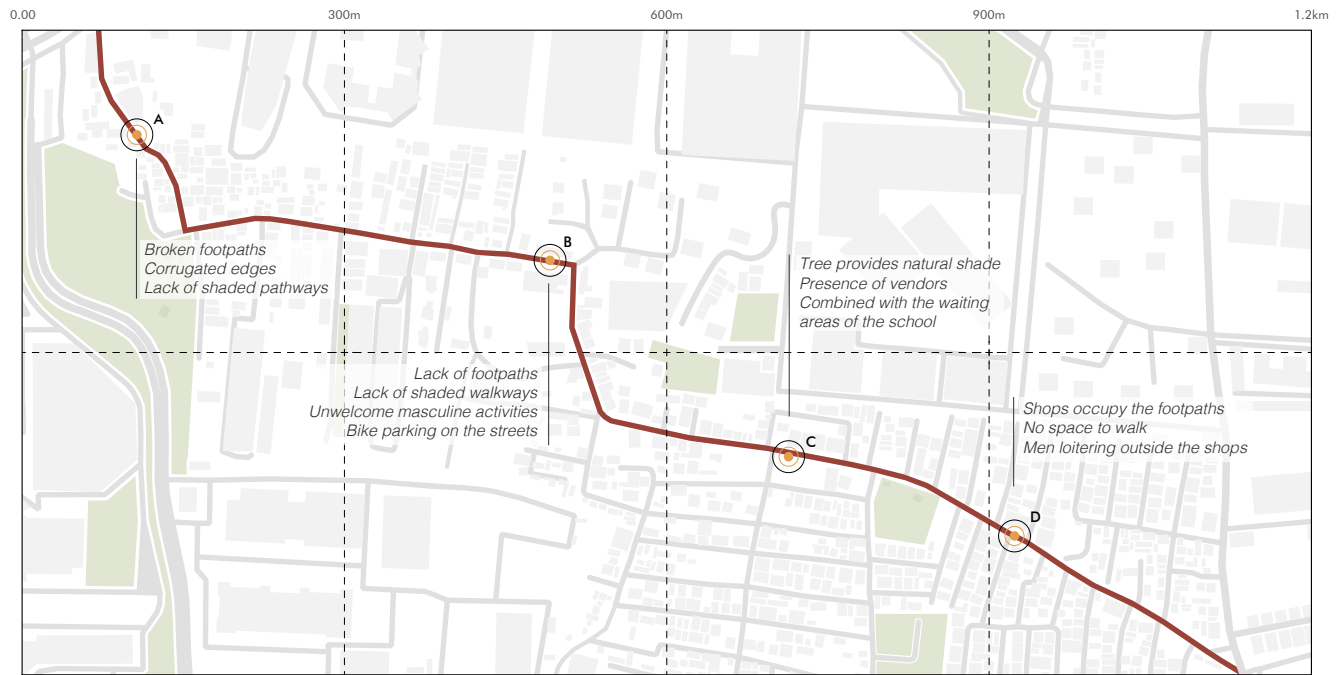 0.00
300m
600m
900m
1.2km
A
Broken footpaths
Corrugated edges
Lack of shaded pathways
B
Lack of footpaths
Lack of shaded walkways
Unwelcome masculine activities
Bike parking on the streets
Tree provides natural shade
Presence of vendors
Combined with the waiting
areas of the school
C
Shops occupy the footpaths
No space to walk
Men loitering outside the shops
D